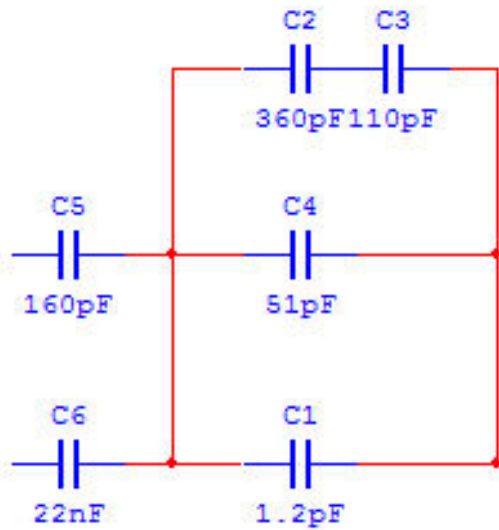 C2 C3
360pF110pF
C5 C4
160pF 51pF
C6 C1
22nF 1.2pF